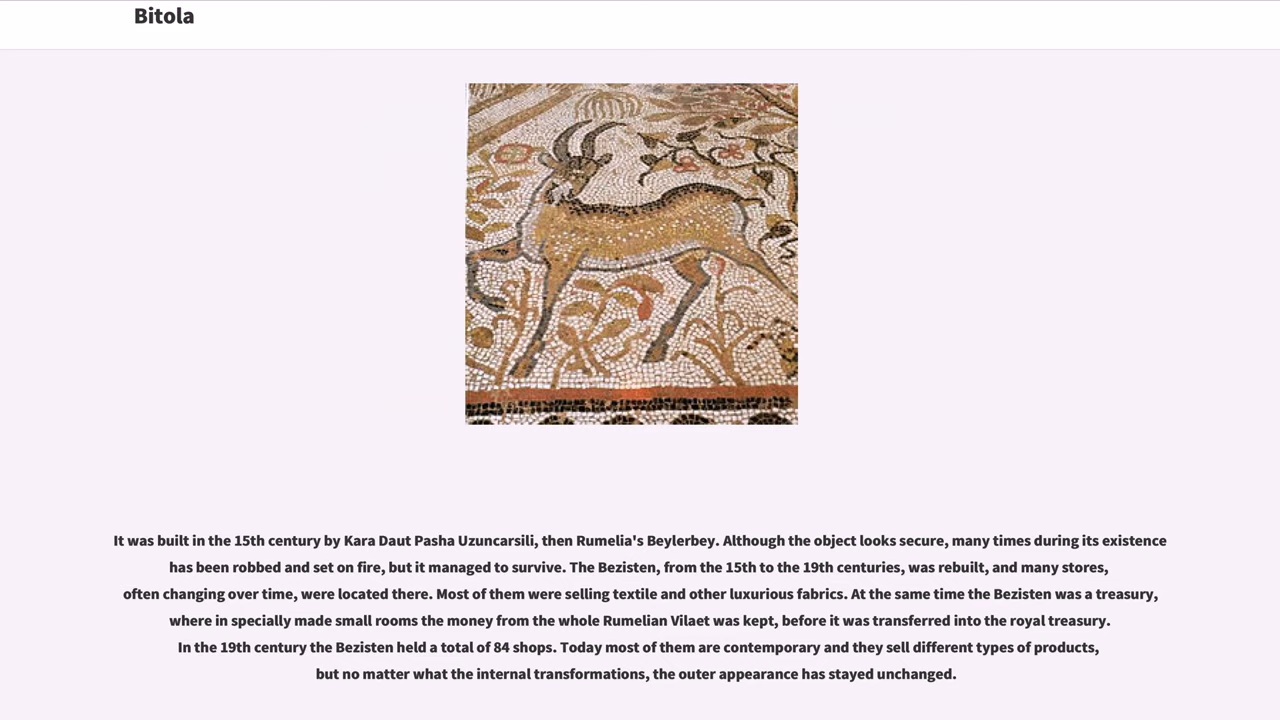 Bitola
It was built in the 15th century by Kara Daut Pasha Uzuncarsili, then Rumelia's Beylerbey. Although the object looks secure, many times during its existence
has been robbed and set on fire, but it managed to survive. The Bezisten, from the 15th to the 19th centuries, was rebuilt, and many stores,
often changing over time, were located there. Most of them were selling textile and other luxurious fabrics. At the same time the Bezisten was a treasury,
where in specially made small rooms the money from the whole Rumelian Vilaet was kept, before it was transferred into the royal treasury.
In the 19th century the Bezisten held a total of 84 shops. Today most of them are contemporary and they sell different types of products,
but no matter what the internal transformations, the outer appearance has stayed unchanged.